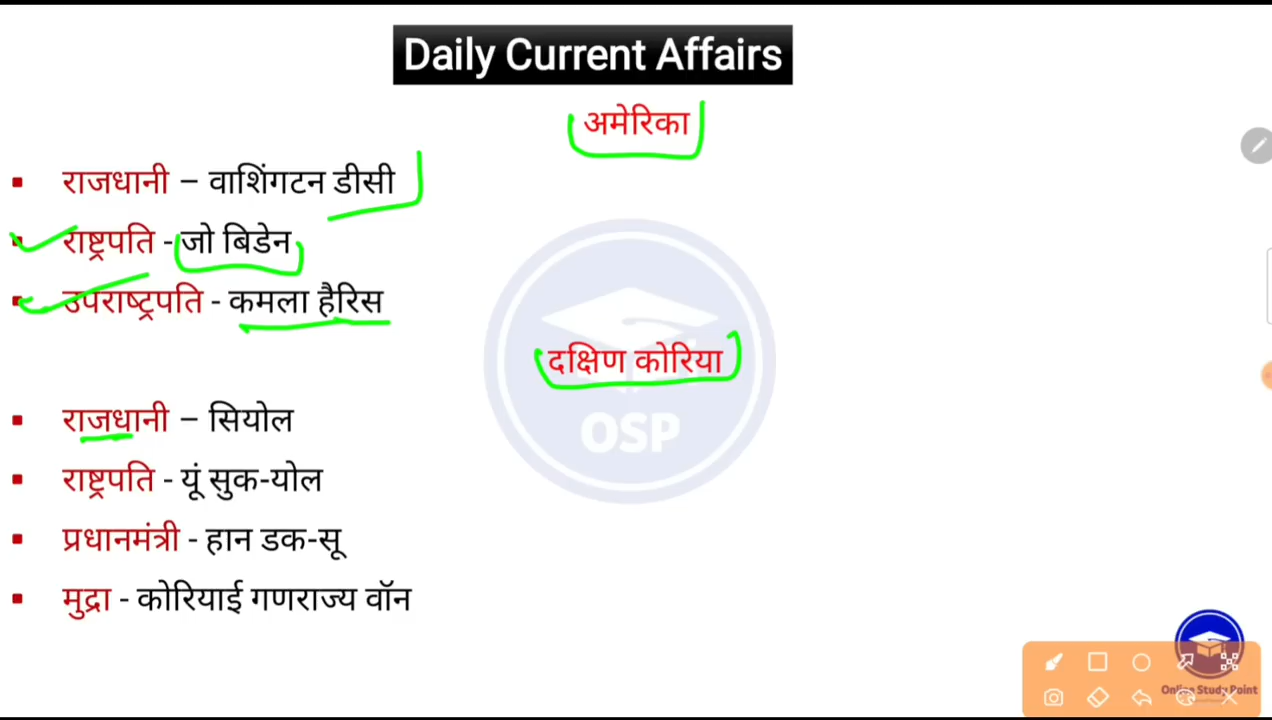 Daily Current Affairs
अमेरिका
▪ राजधानी – वाशिंगटन डीसी
▪ राष्ट्रपति - जो बिडेन
▪ उपराष्ट्रपति - कमला हैरिस
दक्षिण कोरिया
OSP
▪ राजधानी – सियोल
▪ राष्ट्रपति - यूं सुक-योल
▪ प्रधानमंत्री - हान डक-सू
▪ मुद्रा - कोरियाई गणराज्य वॉन
Online Study Point